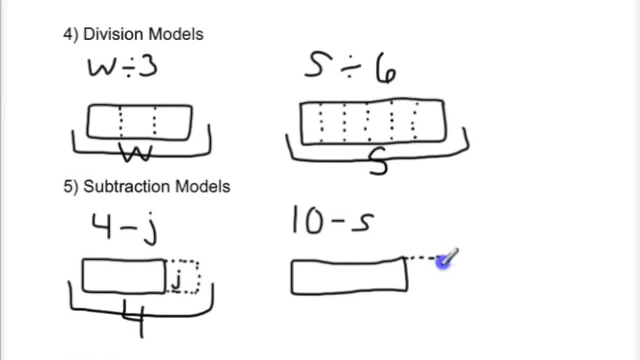 4) Division Models
w÷3 S÷6
W S
5) Subtraction Models
4-j 10-s
j
4